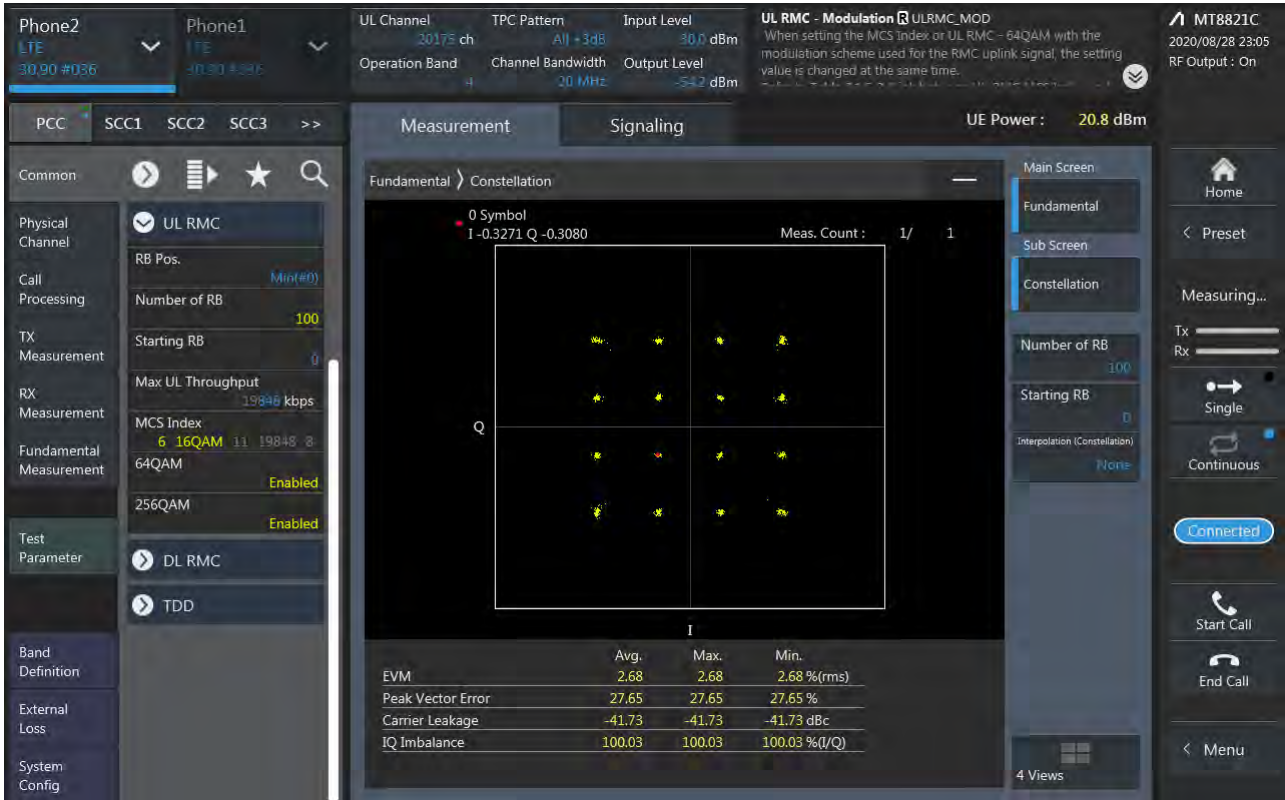 Phone2
LTE
30.90 #036
Phone1
LTE
UL Channel
20175 ch
Operation Band
4
TPC Pattern
All +3dB
Channel Bandwidth
20 MHz
Input Level
30.0 dBm
Output Level
-54.2 dBm
UL RMC - Modulation R ULRMC_MOD
When setting the MCS Index or UL RMC - 64QAM with the
modulation scheme used for the RMC uplink signal, the setting
value is changed at the same time.
MT8821C
2020/08/28 23:05
RF Output : On
PCC SCC1 SCC2 SCC3 >>
Measurement Signaling
UE Power : 20.8 dBm
Common
Physical
Channel
Call
Processing
TX
Measurement
RX
Measurement
Fundamental
Measurement
Test
Parameter
Band
Definition
External
Loss
System
Config
UL RMC
RB Pos.
Min(#0)
Number of RB
100
Starting RB
0
Max UL Throughput
19848 kbps
MCS Index
6 16QAM 11 19848 8
64QAM
Enabled
256QAM
Enabled
DL RMC
TDD
Fundamental 〉 Constellation
0 Symbol
I -0.3271 Q -0.3080
Meas. Count : 1/ 1
Q
I
Avg. Max. Min.
EVM 2.68 2.68 2.68 %(rms)
Peak Vector Error 27.65 27.65 27.65 %
Carrier Leakage -41.73 -41.73 -41.73 dBc
IQ Imbalance 100.03 100.03 100.03 %(I/Q)
Main Screen
Fundamental
Sub Screen
Constellation
Number of RB
100
Starting RB
0
Interpolation (Constellation)
None
4 Views
Home
< Preset
Measuring...
Tx
Rx
Single
Continuous
Connected
Start Call
End Call
< Menu